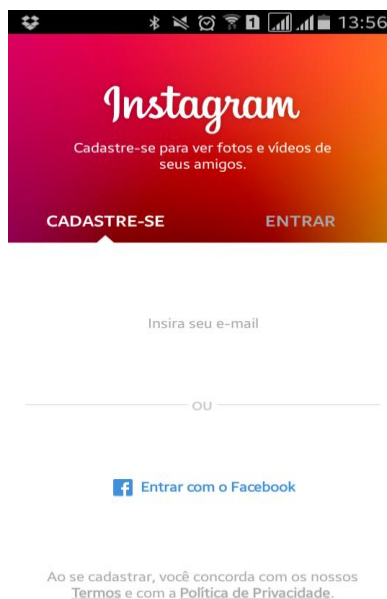 1 13:56
Instagram
Cadastre-se para ver fotos e vídeos de
seus amigos.
CADASTRE-SE ENTRAR
Insira seu e-mail
OU
f Entrar com o Facebook
Ao se cadastrar, você concorda com os nossos
Termos e com a Política de Privacidade.